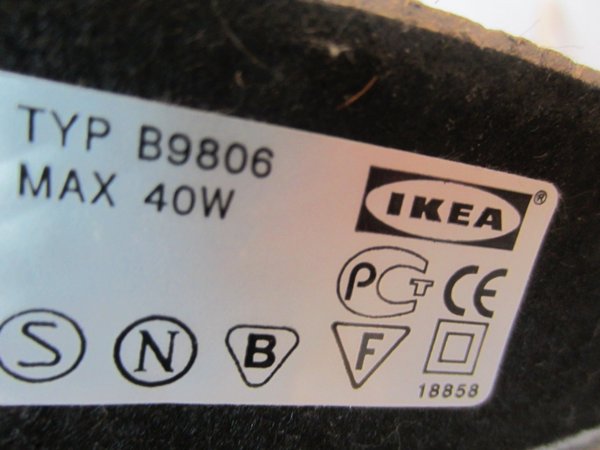 TYP B9806
MAX 40W
IKEA ®
PCT CE
S N B F
18858